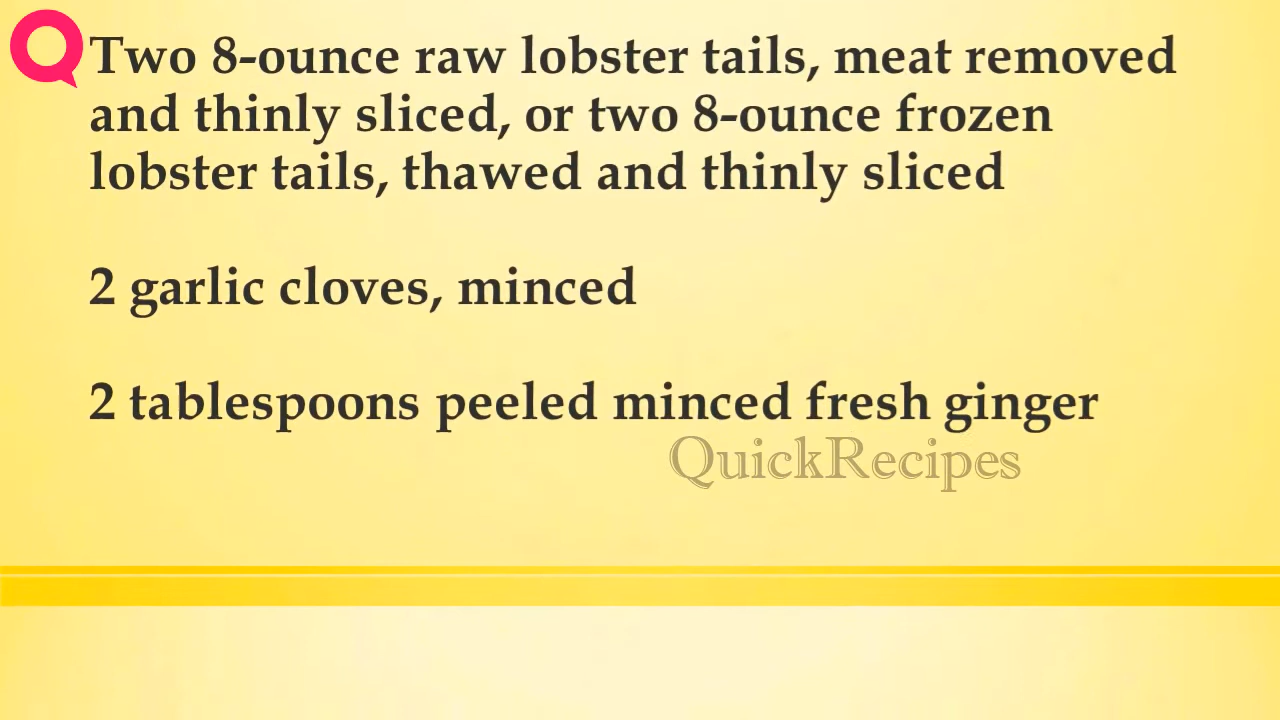 Two 8-ounce raw lobster tails, meat removed
and thinly sliced, or two 8-ounce frozen
lobster tails, thawed and thinly sliced
2 garlic cloves, minced
2 tablespoons peeled minced fresh ginger
QuickRecipes